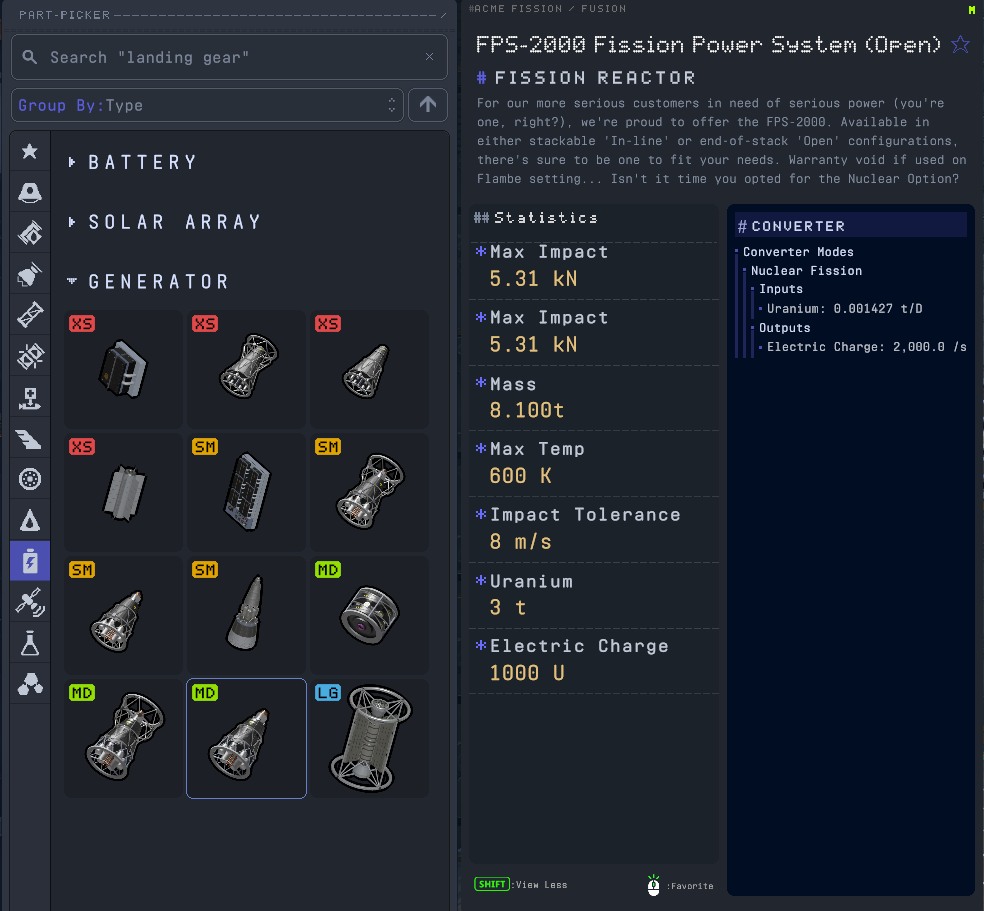 PART-PICKER
Search "landing gear"
Group By:Type
BATTERY
SOLAR ARRAY
GENERATOR
XS
XS
XS
XS
SM
SM
SM
SM
MD
MD
MD
LG
#ACME FISSION / FUSION
M
FPS-2000 Fission Power System (Open)
# FISSION REACTOR
For our more serious customers in need of serious power (you're
one, right?), we're proud to offer the FPS-2000. Available in
either stackable 'In-line' or end-of-stack 'Open' configurations,
there's sure to be one to fit your needs. Warranty void if used on
Flambe setting... Isn't it time you opted for the Nuclear Option?
## Statistics
*Max Impact
5.31 kN
*Max Impact
5.31 kN
*Mass
8.100t
*Max Temp
600 K
*Impact Tolerance
8 m/s
*Uranium
3 t
*Electric Charge
1000 U
SHIFT:View Less
:Favorite
# CONVERTER
Converter Modes
Nuclear Fission
Inputs
Uranium: 0.001427 t/D
Outputs
Electric Charge: 2,000.0 /s